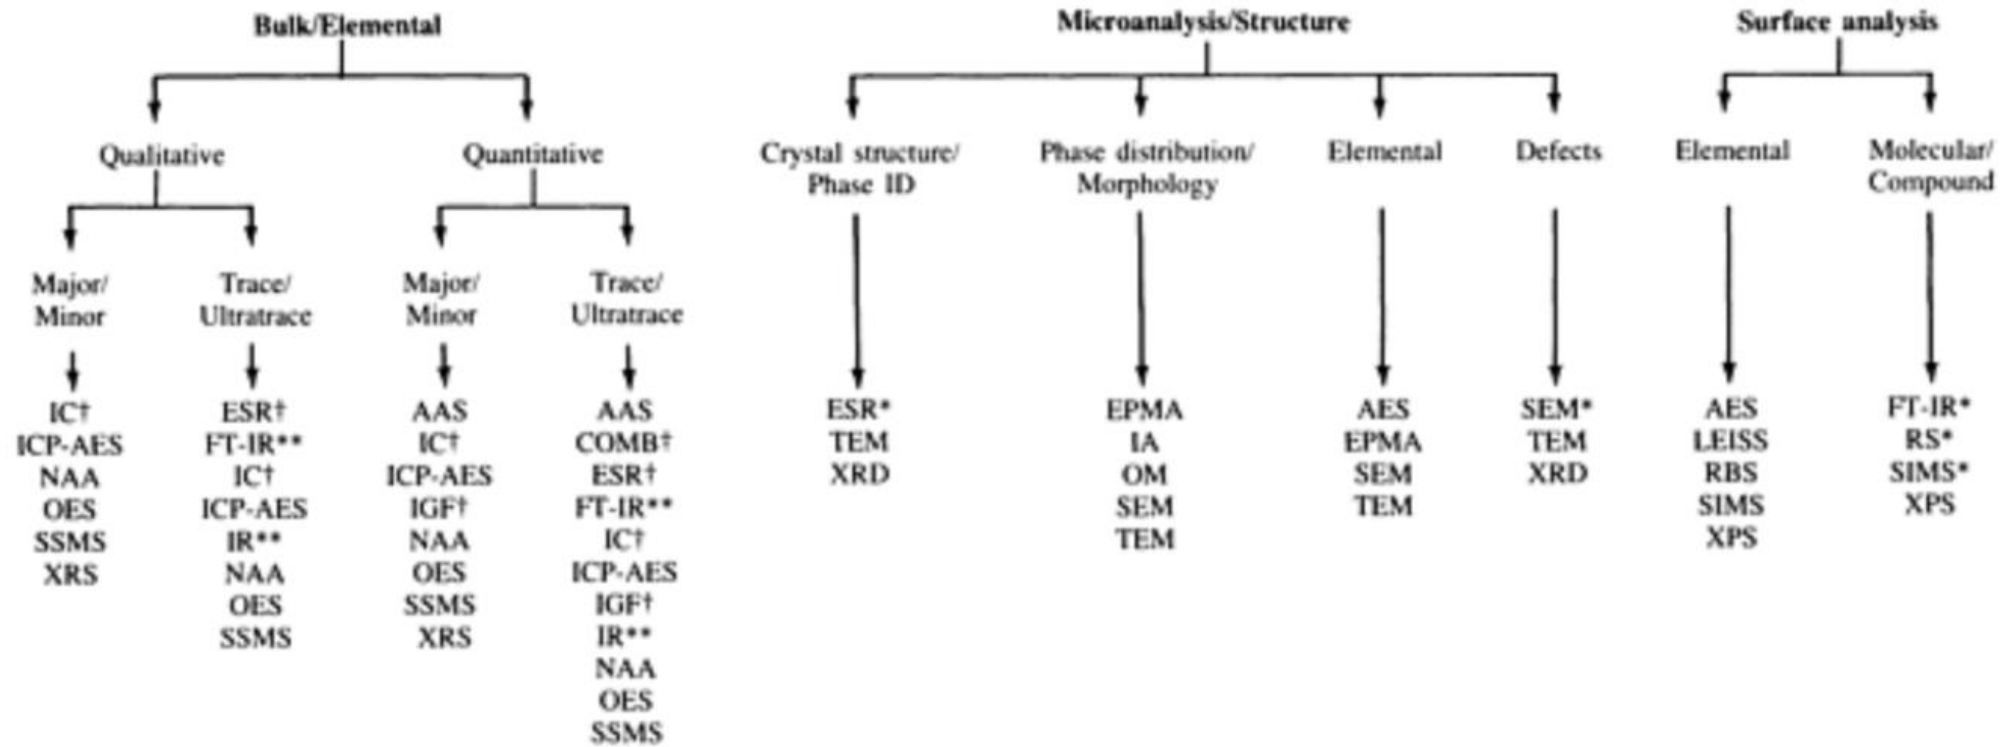 Bulk/Elemental
Qualitative
Major/
Minor
IC†
ICP-AES
NAA
OES
SSMS
XRS
Trace/
Ultratrace
ESR†
FT-IR**
IC†
ICP-AES
IR**
NAA
OES
SSMS
Quantitative
Major/
Minor
AAS
IC†
ICP-AES
IGF†
NAA
OES
SSMS
XRS
Trace/
Ultratrace
AAS
COMB†
ESR†
FT-IR**
IC†
ICP-AES
IGF†
IR**
NAA
OES
SSMS
Microanalysis/Structure
Crystal structure/
Phase ID
ESR*
TEM
XRD
Phase distribution/
Morphology
EPMA
IA
OM
SEM
TEM
Elemental
AES
EPMA
SEM
TEM
Defects
SEM*
TEM
XRD
Surface analysis
Elemental
AES
LEISS
RBS
SIMS
XPS
Molecular/
Compound
FT-IR*
RS*
SIMS*
XPS